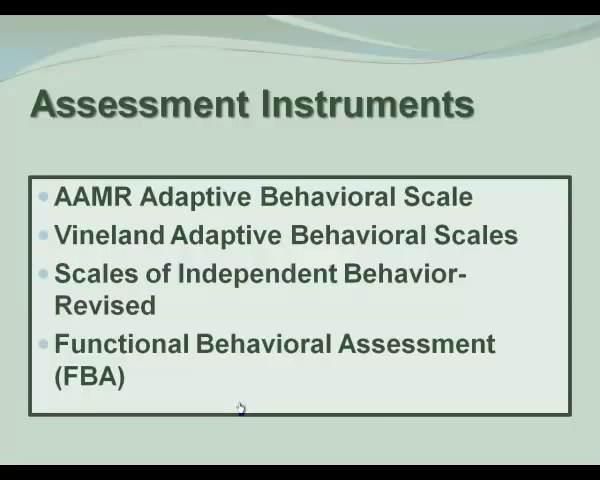 Assessment Instruments
AAMR Adaptive Behavioral Scale
Vineland Adaptive Behavioral Scales
Scales of Independent Behavior-
Revised
Functional Behavioral Assessment
(FBA)